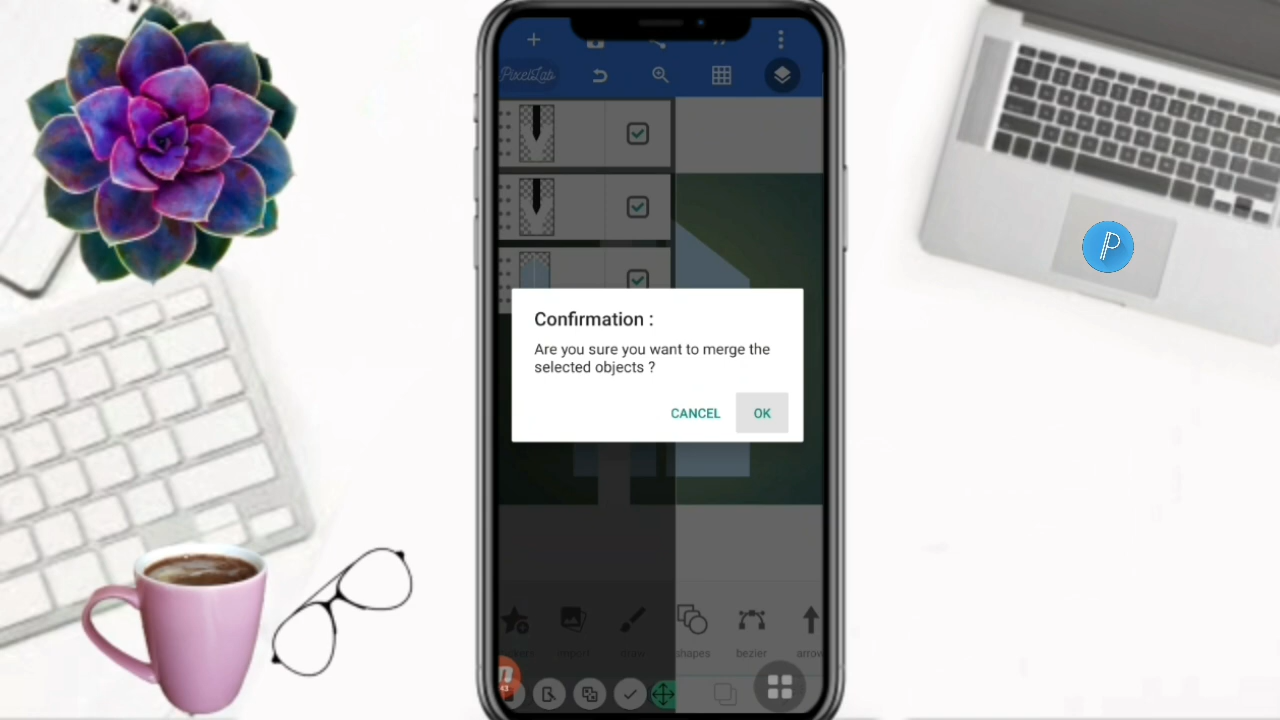 PixelLab
Confirmation :
Are you sure you want to merge the
selected objects ?
CANCEL
OK
import
draw
shapes
bezier
arrow